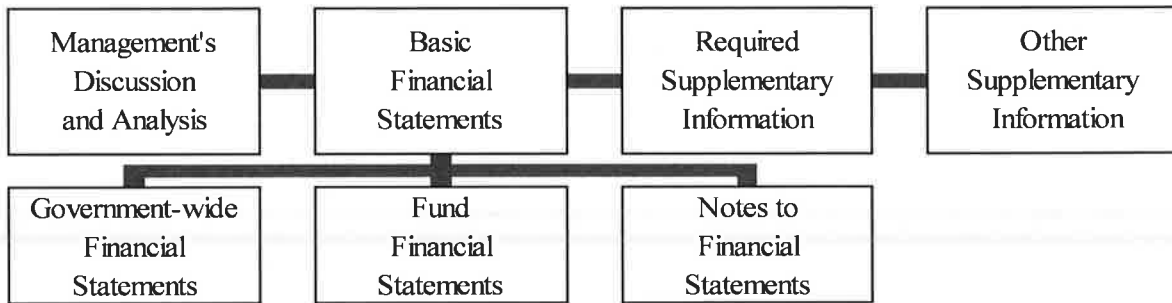 Management's
Discussion
and Analysis
Basic
Financial
Statements
Required
Supplementary
Information
Other
Supplementary
Information
Government-wide
Financial
Statements
Fund
Financial
Statements
Notes to
Financial
Statements